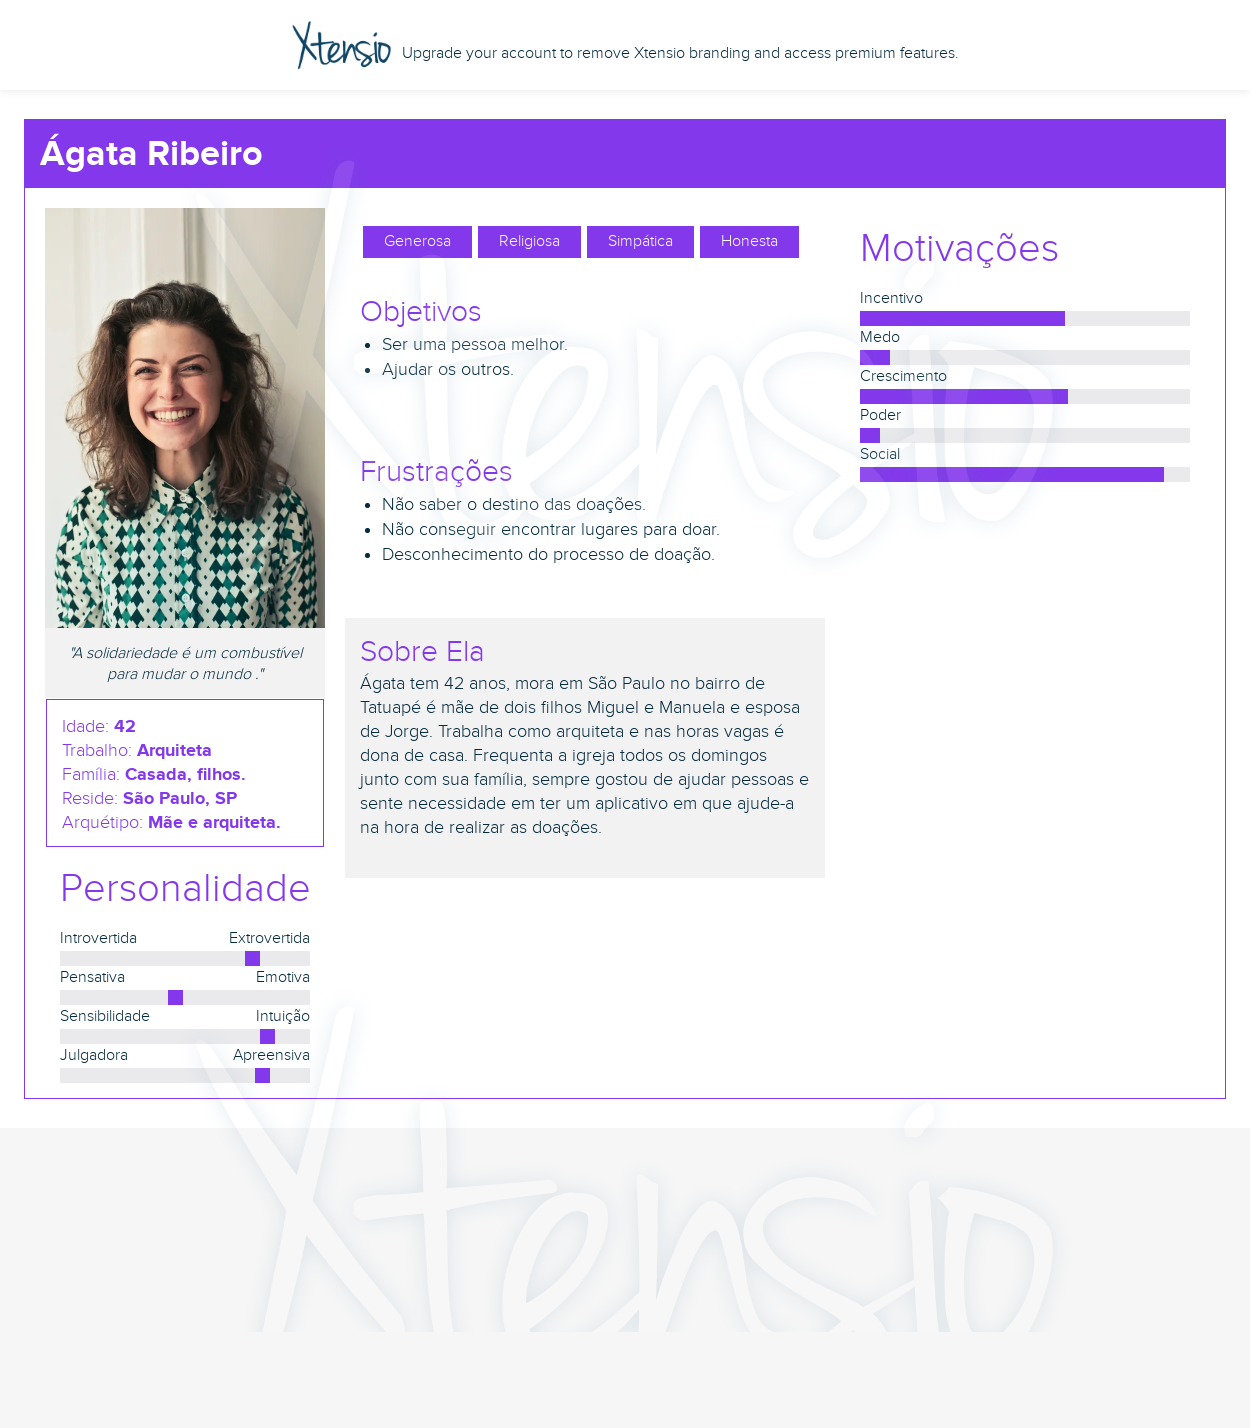 Xtensio Upgrade your account to remove Xtensio branding and access premium features.
Ágata Ribeiro
"A solidariedade é um combustível
para mudar o mundo ."
Idade: 42
Trabalho: Arquiteta
Família: Casada, filhos.
Reside: São Paulo, SP
Arquétipo: Mãe e arquiteta.
Personalidade
Introvertida Extrovertida
Pensativa Emotiva
Sensibilidade Intuição
Julgadora Apreensiva
Generosa Religiosa Simpática Honesta
Objetivos
Ser uma pessoa melhor.
Ajudar os outros.
Frustrações
Não saber o destino das doações.
Não conseguir encontrar lugares para doar.
Desconhecimento do processo de doação.
Sobre Ela
Ágata tem 42 anos, mora em São Paulo no bairro de
Tatuapé é mãe de dois filhos Miguel e Manuela e esposa
de Jorge. Trabalha como arquiteta e nas horas vagas é
dona de casa. Frequenta a igreja todos os domingos
junto com sua família, sempre gostou de ajudar pessoas e
sente necessidade em ter um aplicativo em que ajude-a
na hora de realizar as doações.
Motivações
Incentivo
Medo
Crescimento
Poder
Social
Xtensio
Xtensio